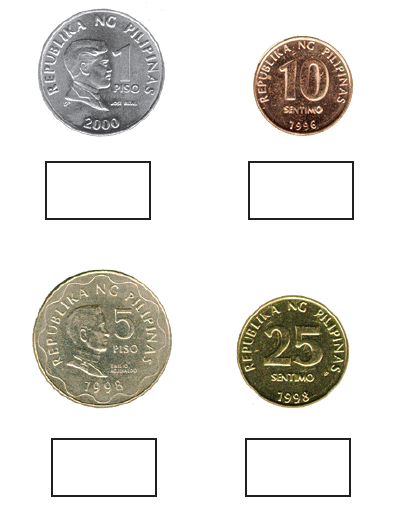 REPUBLIKA NG PILIPINAS
1
PISO
JOSE RIZAL
2000
REPUBLIKA NG PILIPINAS
10
SENTIMO
1996
REPUBLIKA NG PILIPINAS
5
PISO
EMILIO
AGUINALDO
1998
REPUBLIKA NG PILIPINAS
25
SENTIMO
1998